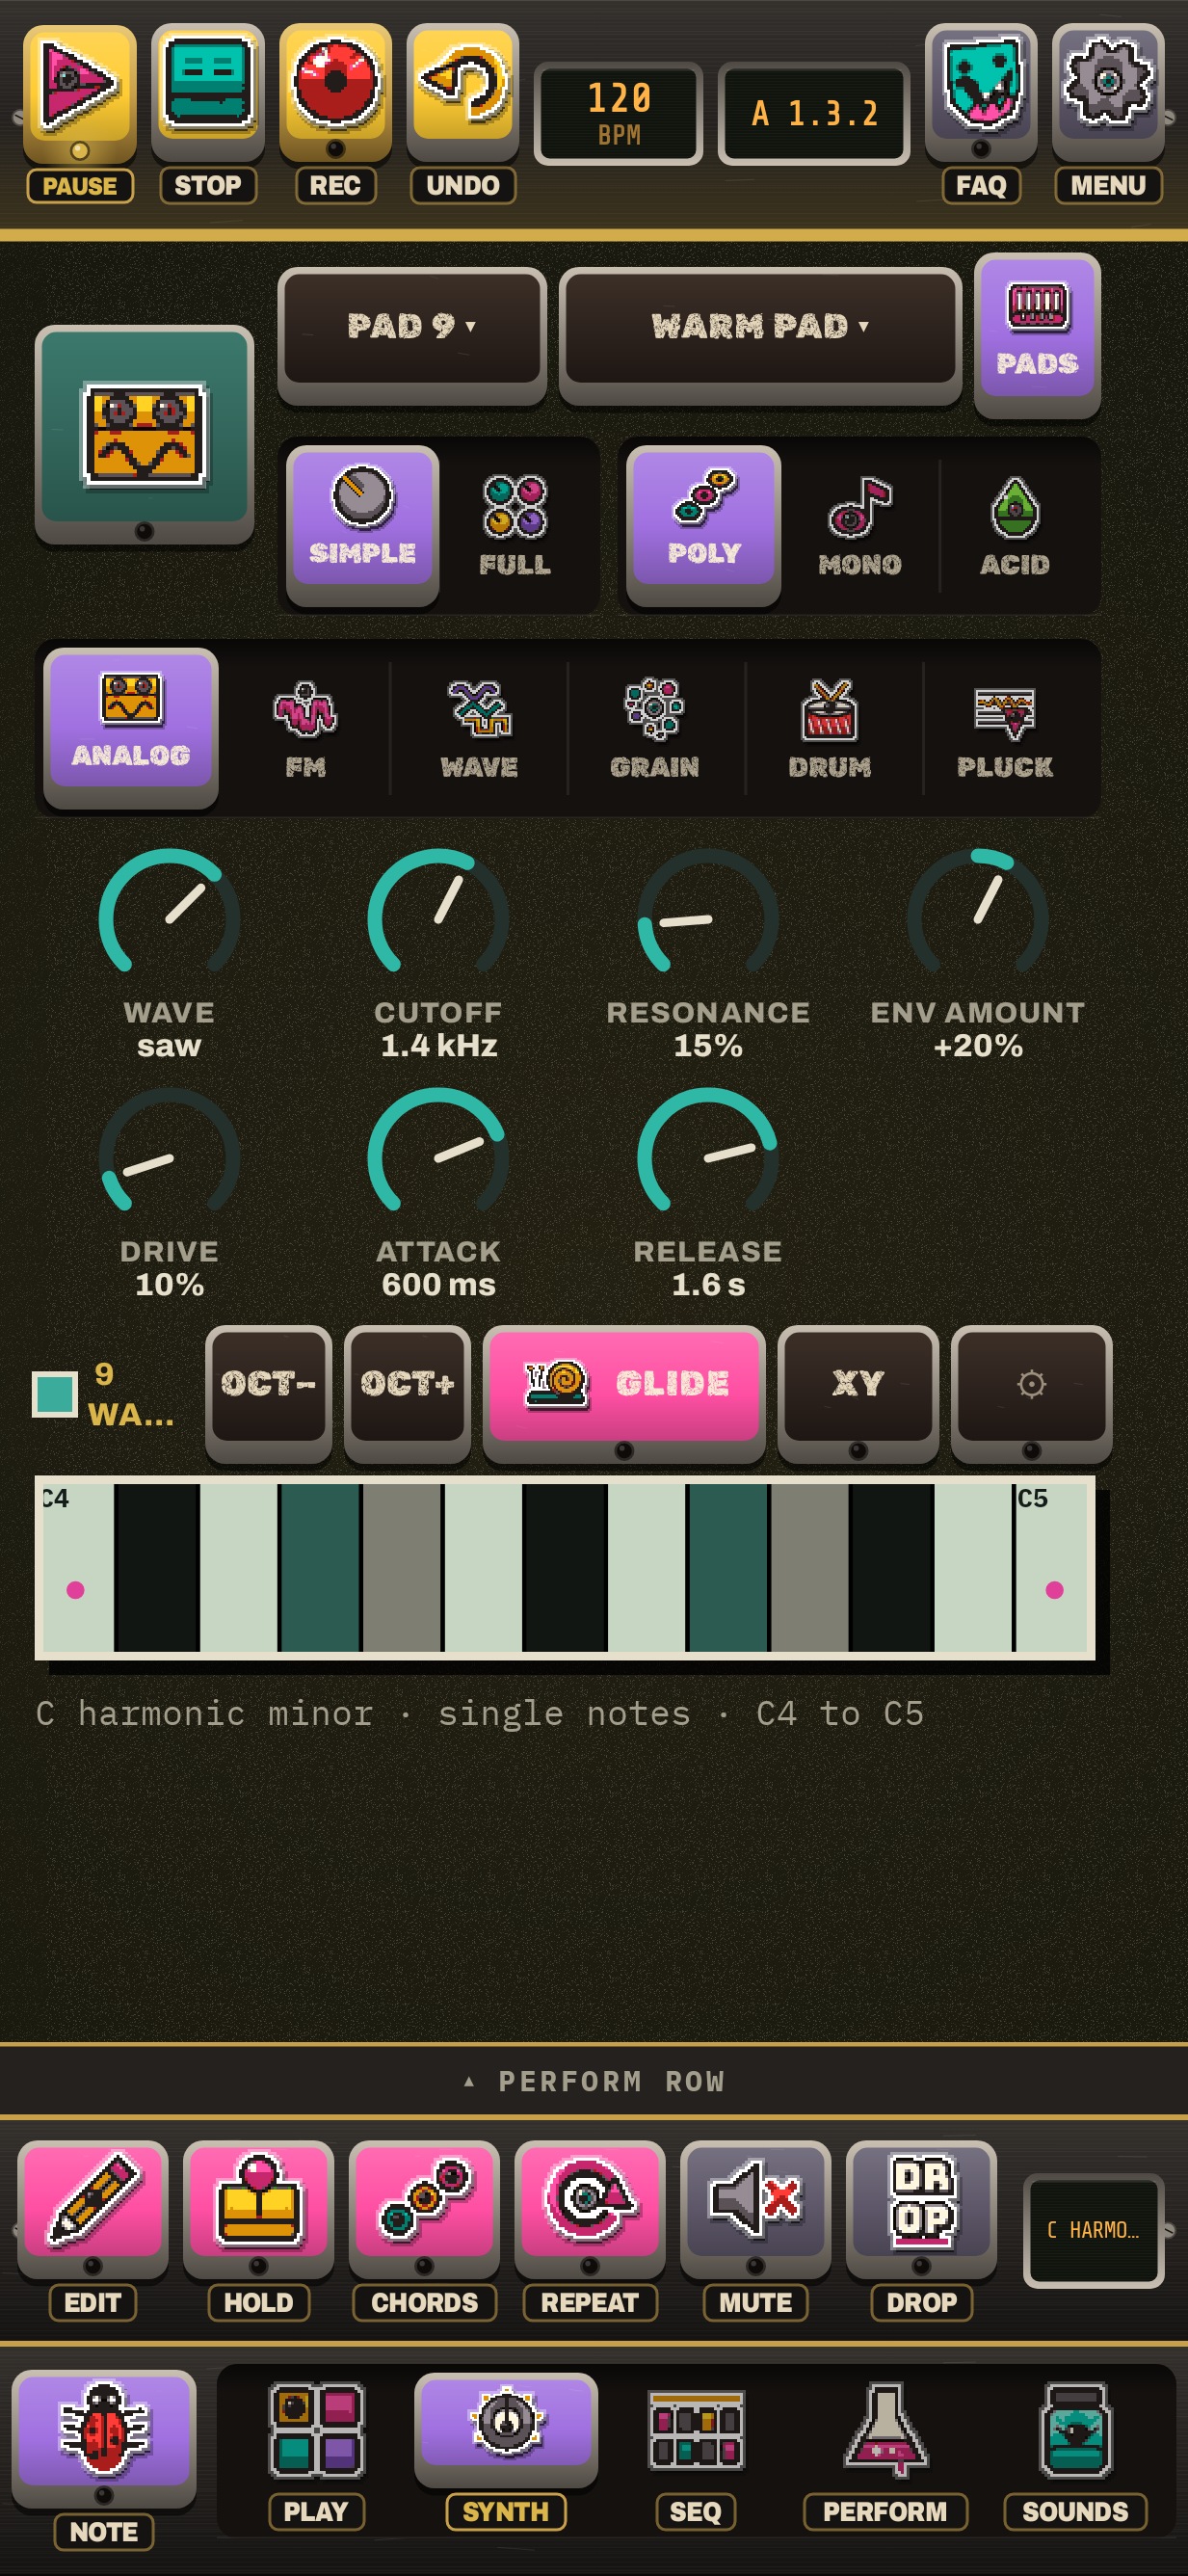 120
BPM
A 1.3.2
PAUSE
STOP
REC
UNDO
FAQ
MENU
PAD 9 ▾
WARM PAD ▾
PADS
SIMPLE
FULL
POLY
MONO
ACID
ANALOG
FM
WAVE
GRAIN
DRUM
PLUCK
WAVE
saw
CUTOFF
1.4 kHz
RESONANCE
15%
ENV AMOUNT
+20%
DRIVE
10%
ATTACK
600 ms
RELEASE
1.6 s
9
WA...
OCT-
OCT+
GLIDE
XY
C4
C5
C harmonic minor · single notes · C4 to C5
▴ PERFORM ROW
DR
OP
C HARMO...
EDIT
HOLD
CHORDS
REPEAT
MUTE
DROP
NOTE
PLAY
SYNTH
SEQ
PERFORM
SOUNDS